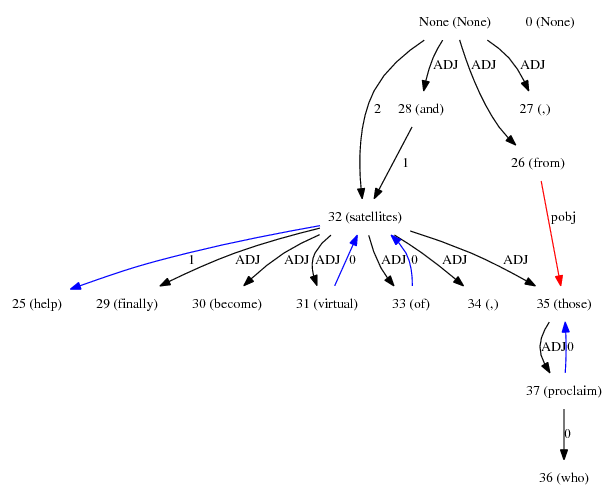 None (None) 0 (None)
ADJ ADJ ADJ
2 28 (and) 27 (,)
1 26 (from)
32 (satellites) pobj
1 ADJ ADJ ADJ 0 ADJ 0 ADJ ADJ
25 (help) 29 (finally) 30 (become) 31 (virtual) 33 (of) 34 (,) 35 (those)
ADJ 0
37 (proclaim)
0
36 (who)